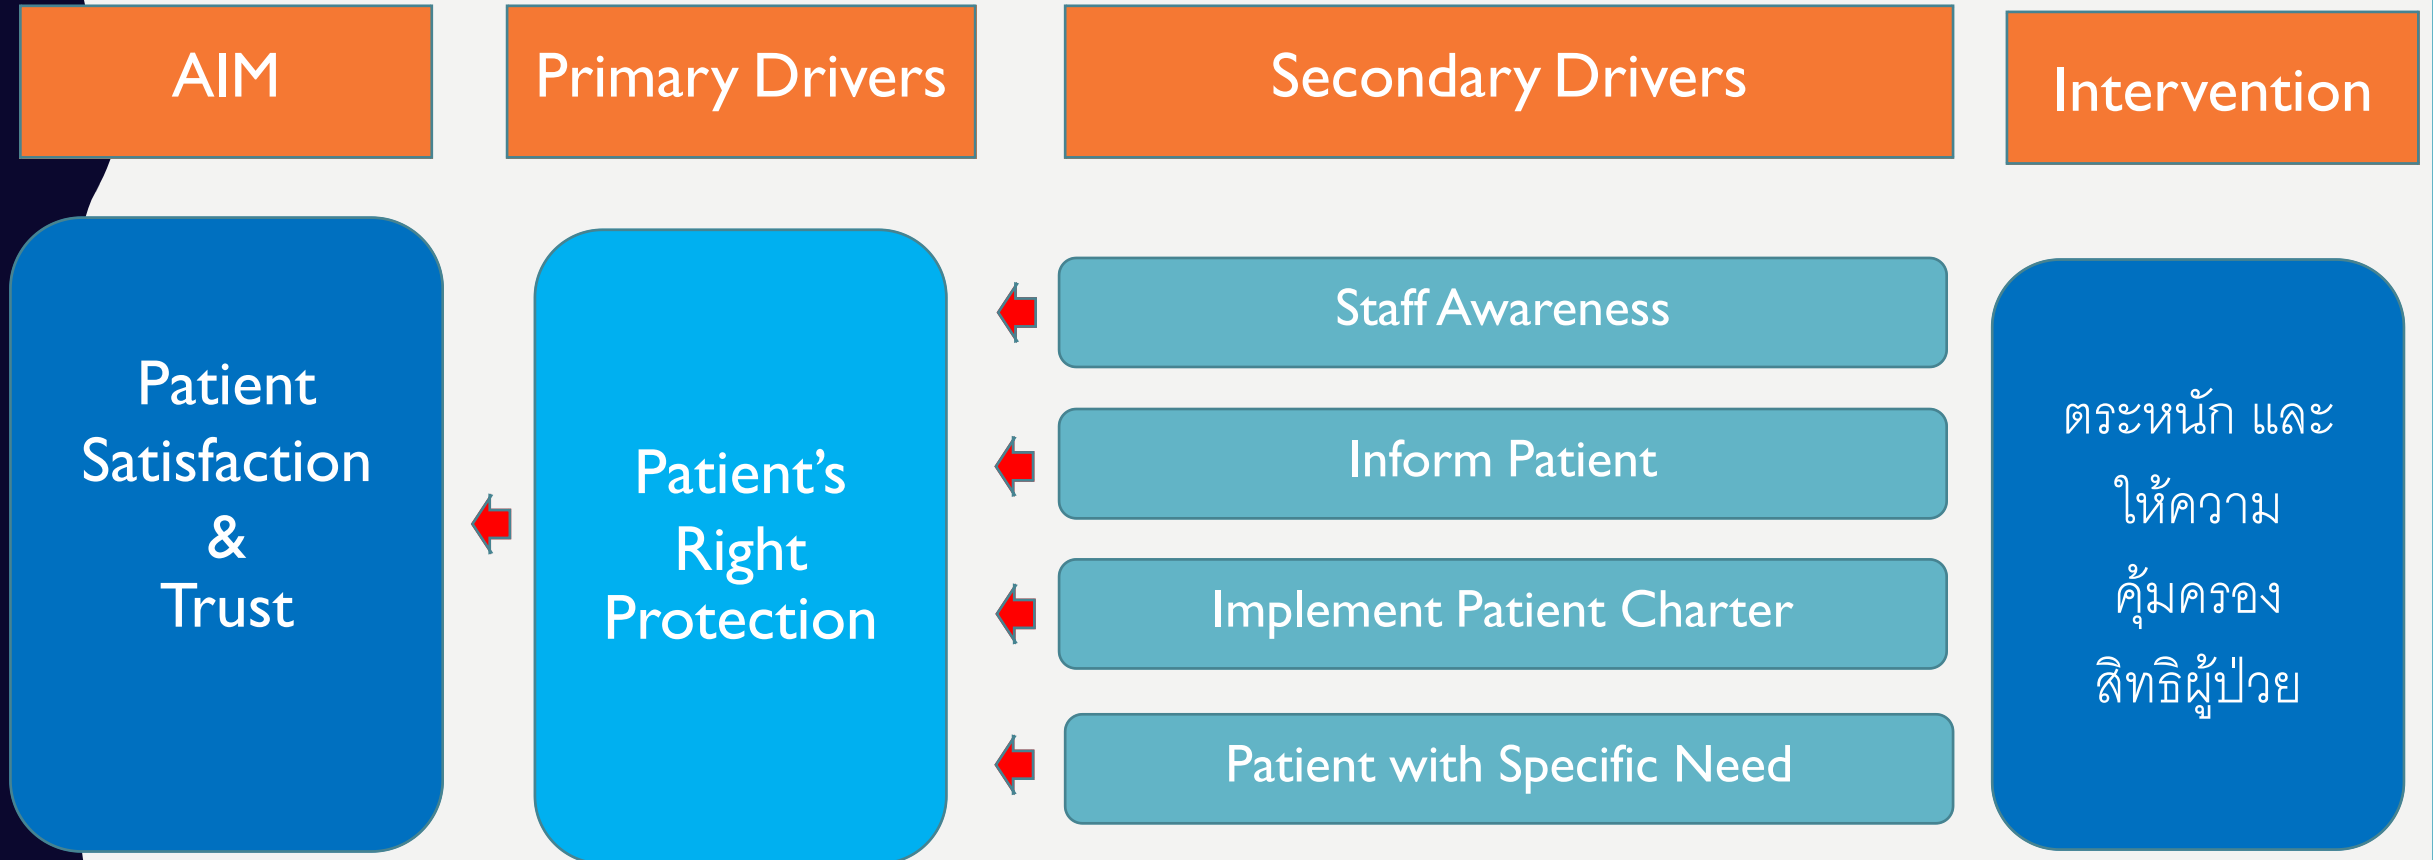 AIM
Primary Drivers
Secondary Drivers
Intervention
Patient
Satisfaction
&
Trust
Patient’s
Right
Protection
Staff Awareness
Inform Patient
Implement Patient Charter
Patient with Specific Need
ตระหนัก และ
ให้ความ
คุ้มครอง
สิทธิผู้ป่วย